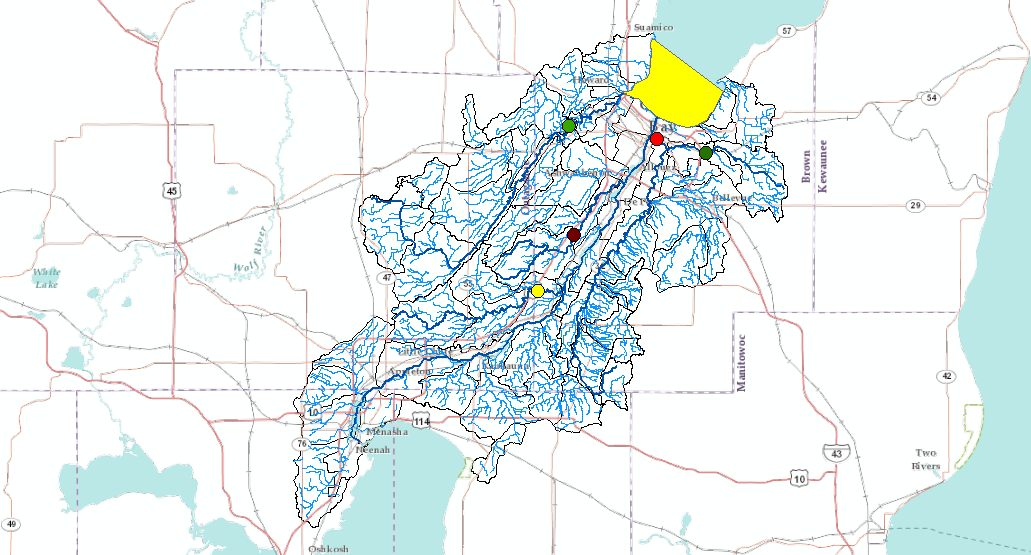 Suamico
57
Howard
54
Bay
Brown
Kewaunee
45
Bellevue
29
Wolf River
White
Lake
47
55
Manitowoc
Appleton
42
10
114
76
Menasha
Neenah
43
Two
Rivers
10
49
Oshkosh